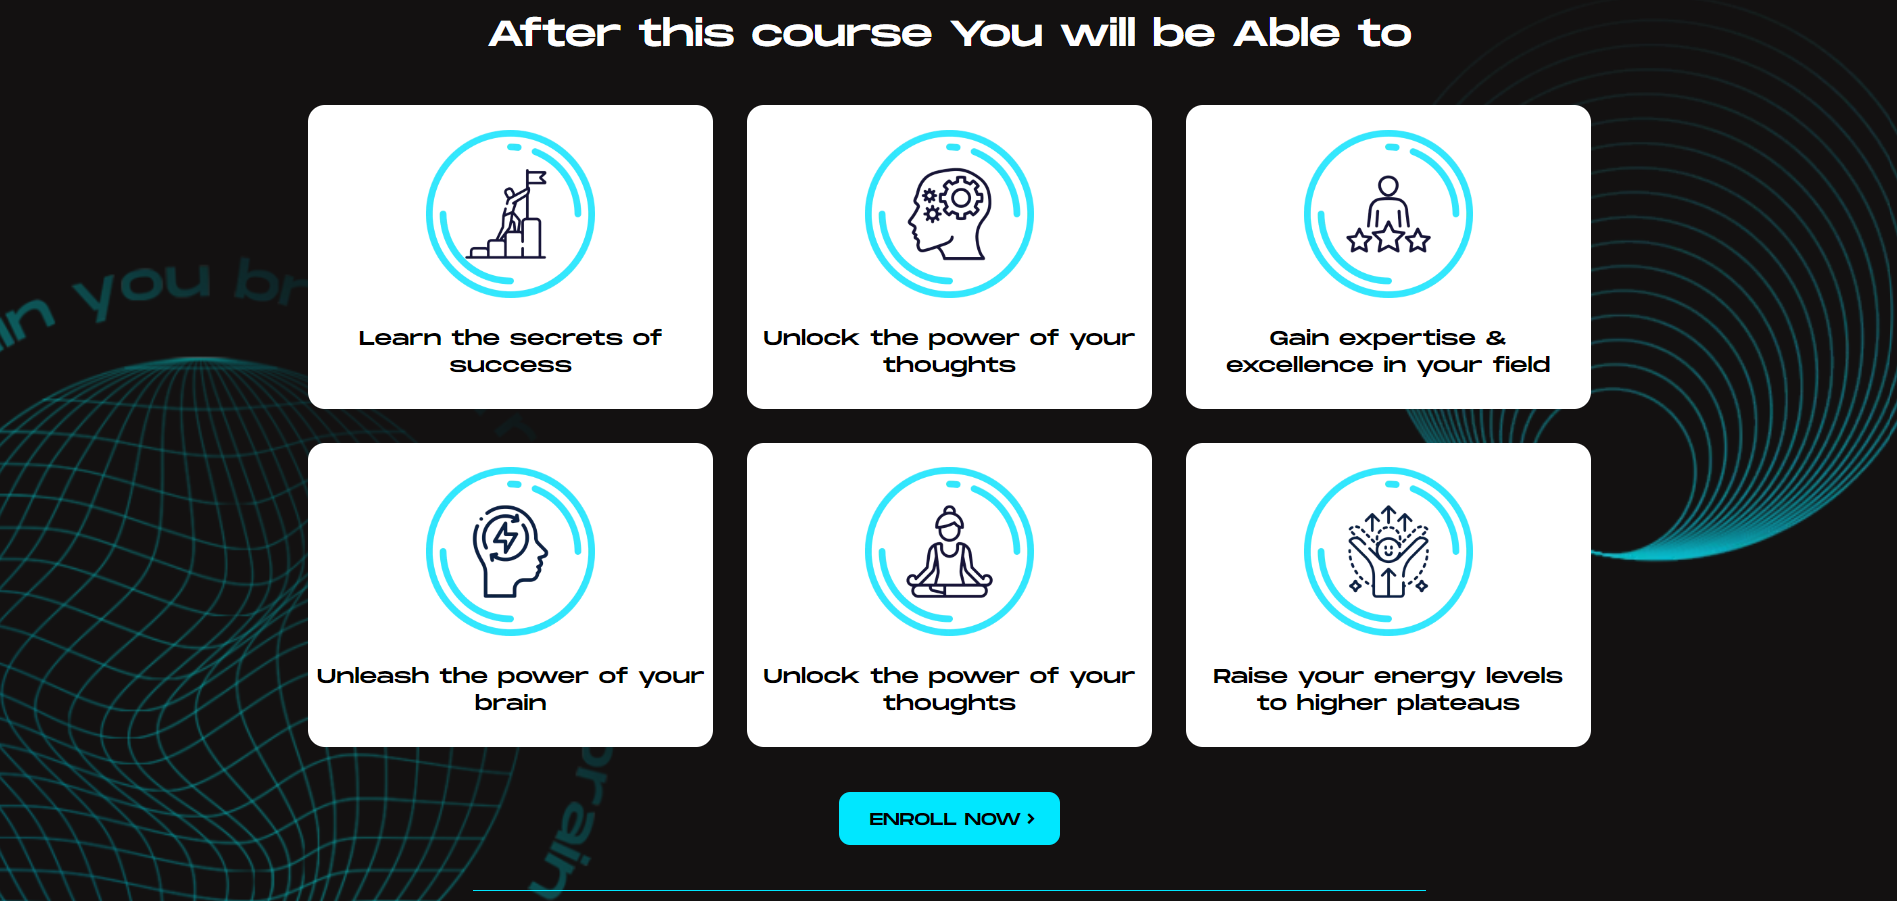 After this course You will be Able to
Learn the secrets of
success
Unlock the power of your
thoughts
Gain expertise &
excellence in your field
Unleash the power of your
brain
Unlock the power of your
thoughts
Raise your energy levels
to higher plateaus
ENROLL NOW
you
brain